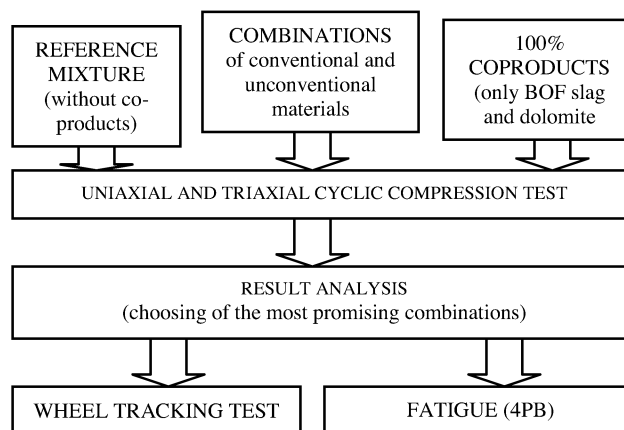 REFERENCE
MIXTURE
(without co-
products)
COMBINATIONS
of conventional and
unconventional
materials
100%
COPRODUCTS
(only BOF slag
and dolomite
UNIAXIAL AND TRIAXIAL CYCLIC COMPRESSION TEST
RESULT ANALYSIS
(choosing of the most promising combinations)
WHEEL TRACKING TEST
FATIGUE (4PB)